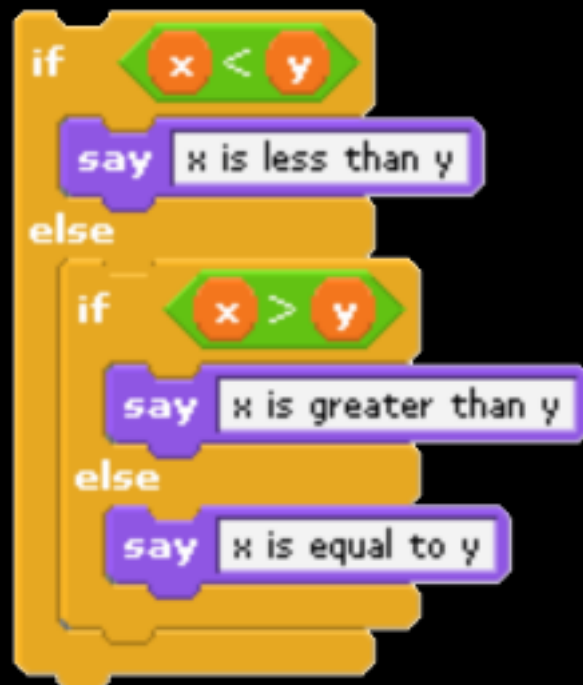 if x < y
say x is less than y
else
if x > y
say x is greater than y
else
say x is equal to y